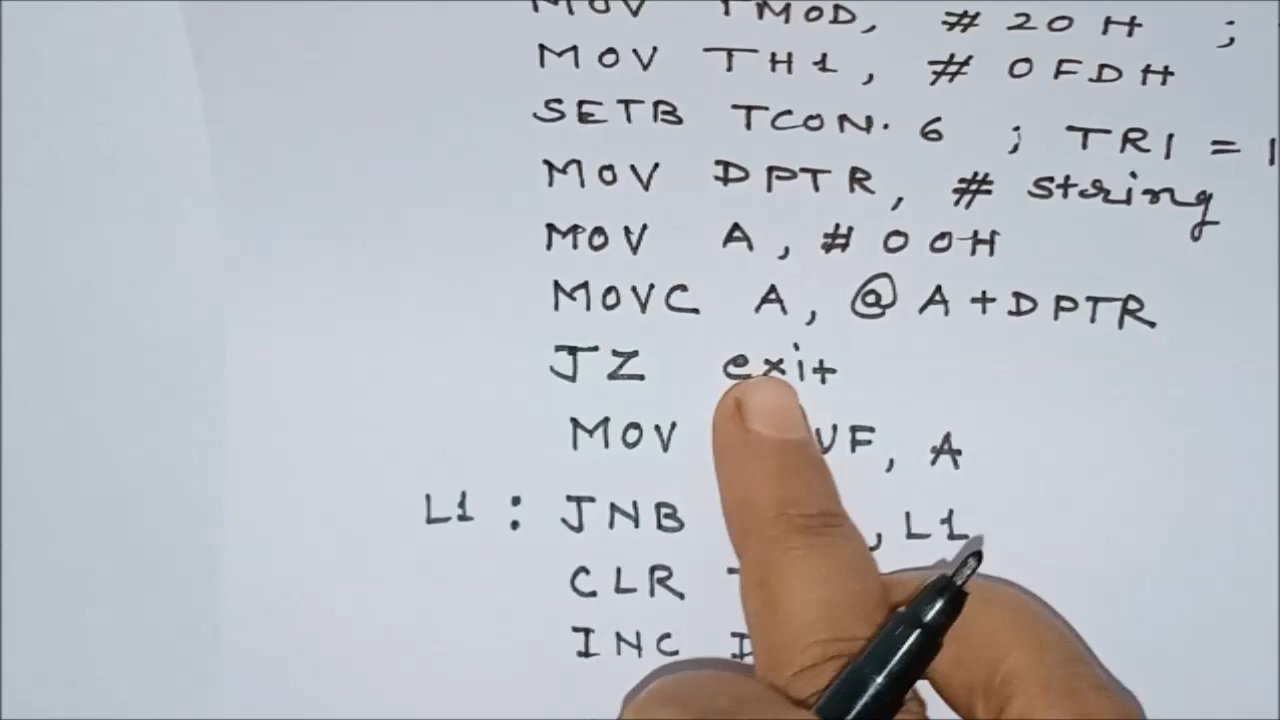 MOV TMOD, # 20H ;
MOV TH1, # 0FDH
SETB TCON.6 ; TR1 = 1
MOV DPTR, # string
MOV A, # 00H
MOVC A, @ A+DPTR
JZ exit
MOV , A
L1 : JNB , L1
CLR
INC